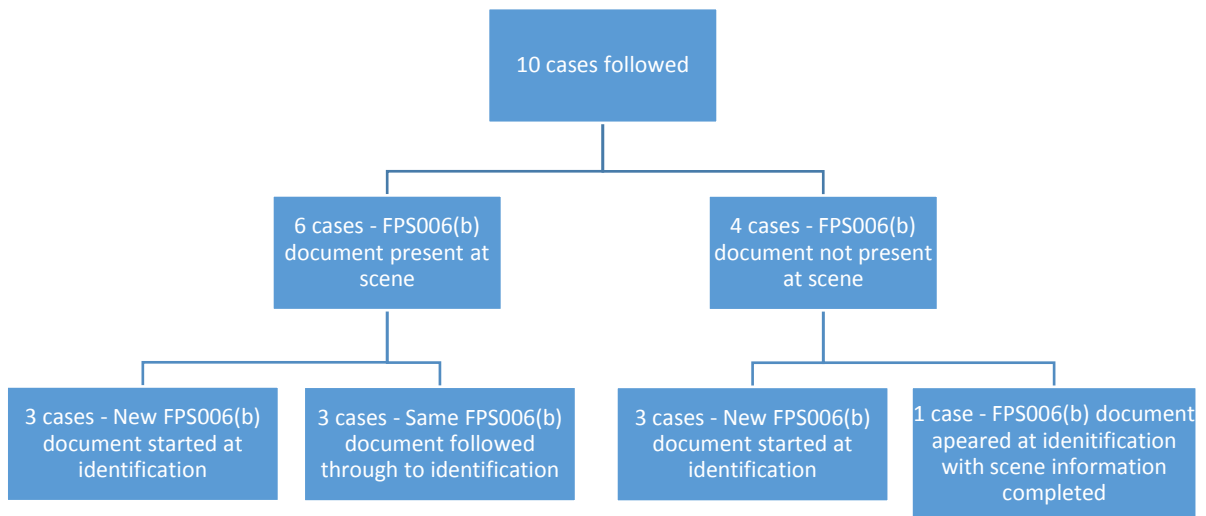 10 cases followed
6 cases - FPS006(b)
document present at
scene
4 cases - FPS006(b)
document not present
at scene
3 cases - New FPS006(b)
document started at
identification
3 cases - Same FPS006(b)
document followed
through to identification
3 cases - New FPS006(b)
document started at
identification
1 case - FPS006(b) document
apeared at idenitification
with scene information
completed